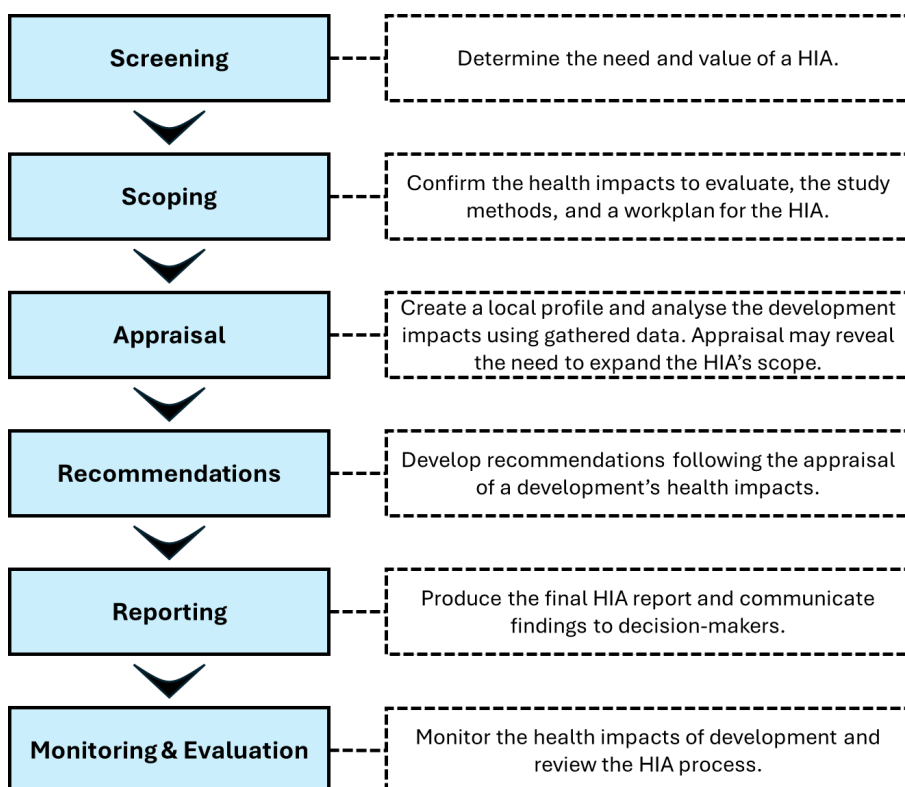 Screening
Determine the need and value of a HIA.
Scoping
Confirm the health impacts to evaluate, the study
methods, and a workplan for the HIA.
Appraisal
Create a local profile and analyse the development
impacts using gathered data. Appraisal may reveal
the need to expand the HIA’s scope.
Recommendations
Develop recommendations following the appraisal
of a development’s health impacts.
Reporting
Produce the final HIA report and communicate
findings to decision-makers.
Monitoring & Evaluation
Monitor the health impacts of development and
review the HIA process.